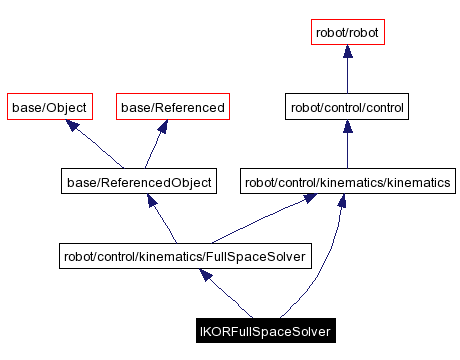 robot/robot
base/Object
base/Referenced
robot/control/control
base/ReferencedObject
robot/control/kinematics/kinematics
robot/control/kinematics/FullSpaceSolver
IKORFullSpaceSolver